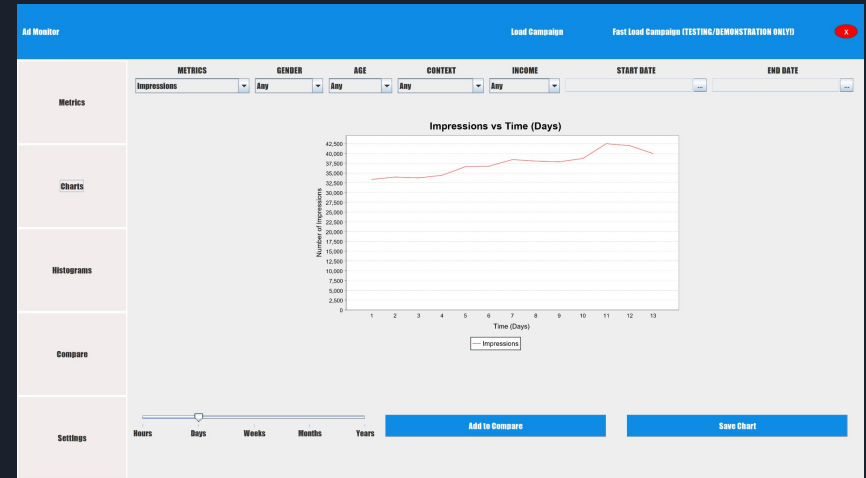 Ad Monitor
Load Campaign
Fast Load Campaign (TESTING/DEMONSTRATION ONLY!)
X
Metrics
Charts
Histograms
Compare
Settings
METRICS GENDER AGE CONTEXT INCOME START DATE END DATE
Impressions Any Any Any Any ... ...
Impressions vs Time (Days)
Number of Impressions
42,500
40,000
37,500
35,000
32,500
30,000
27,500
25,000
22,500
20,000
17,500
15,000
12,500
10,000
7,500
5,000
2,500
0
1 2 3 4 5 6 7 8 9 10 11 12 13
Time (Days)
Impressions
Hours Days Weeks Months Years
Add to Compare
Save Chart